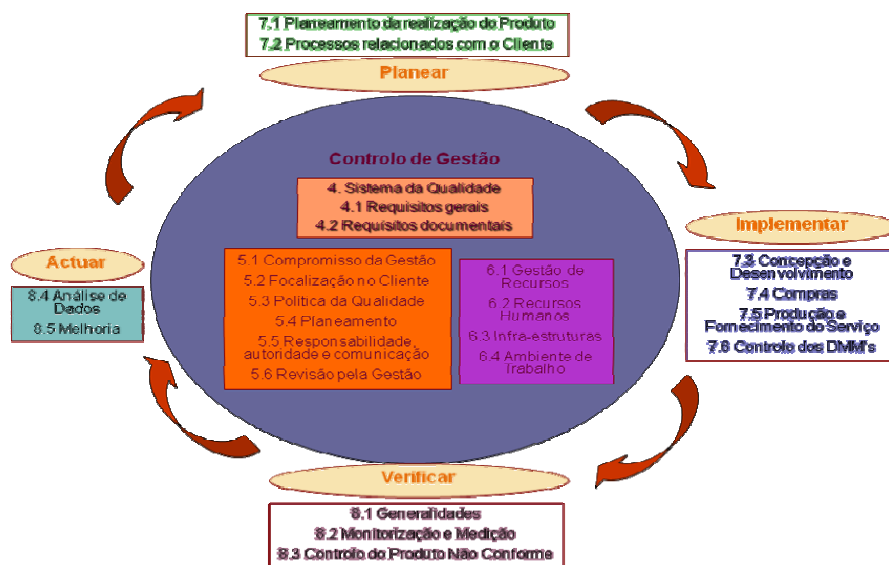 7.1 Planeamento da realização do Produto
7.2 Processos relacionados com o Cliente
Planear
Controlo de Gestão
4. Sistema da Qualidade
4.1 Requisitos gerais
4.2 Requisitos documentais
Implementar
7.3 Concepção e
Desenvolvimento
7.4 Compras
7.5 Produção e
Fornecimento do Serviço
7.6 Controlo dos DMM's
Actuar
8.4 Análise de
Dados
8.5 Melhoria
5.1 Compromisso da Gestão
5.2 Focalização no Cliente
5.3 Política da Qualidade
5.4 Planeamento
5.5 Responsabilidade,
autoridade e comunicação
5.6 Revisão pela Gestão
6.1 Gestão de
Recursos
6.2 Recursos
Humanos
6.3 Infra-estruturas
6.4 Ambiente de
Trabalho
Verificar
8.1 Generalidades
8.2 Monitorização e Medição
8.3 Controlo do Produto Não Conforme